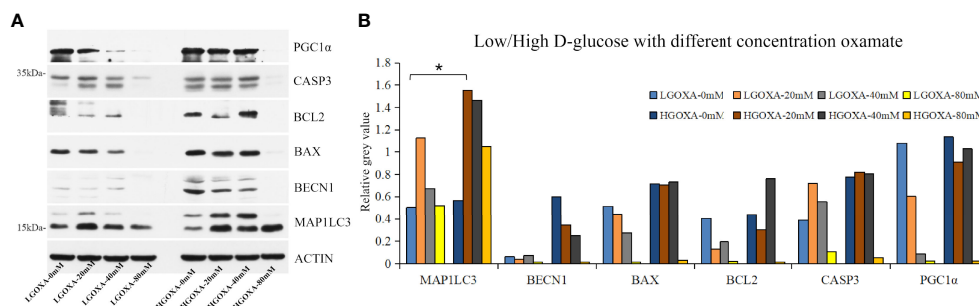 A
PGC1α
35kDa-
CASP3
BCL2
BAX
BECN1
MAP1LC3
15kDa-
ACTIN
LGOXA-0mM
LGOXA-20mM
LGOXA-40mM
LGOXA-80mM
HGOXA-0mM
HGOXA-20mM
HGOXA-40mM
HGOXA-80mM
B
Low/High D-glucose with different concentration oxamate
Relative grey value
1.8
1.6
1.4
1.2
1
0.8
0.6
0.4
0.2
0
*
LGOXA-0mM LGOXA-20mM LGOXA-40mM LGOXA-80mM
HGOXA-0mM HGOXA-20mM HGOXA-40mM HGOXA-80mM
MAP1LC3 BECN1 BAX BCL2 CASP3 PGC1α